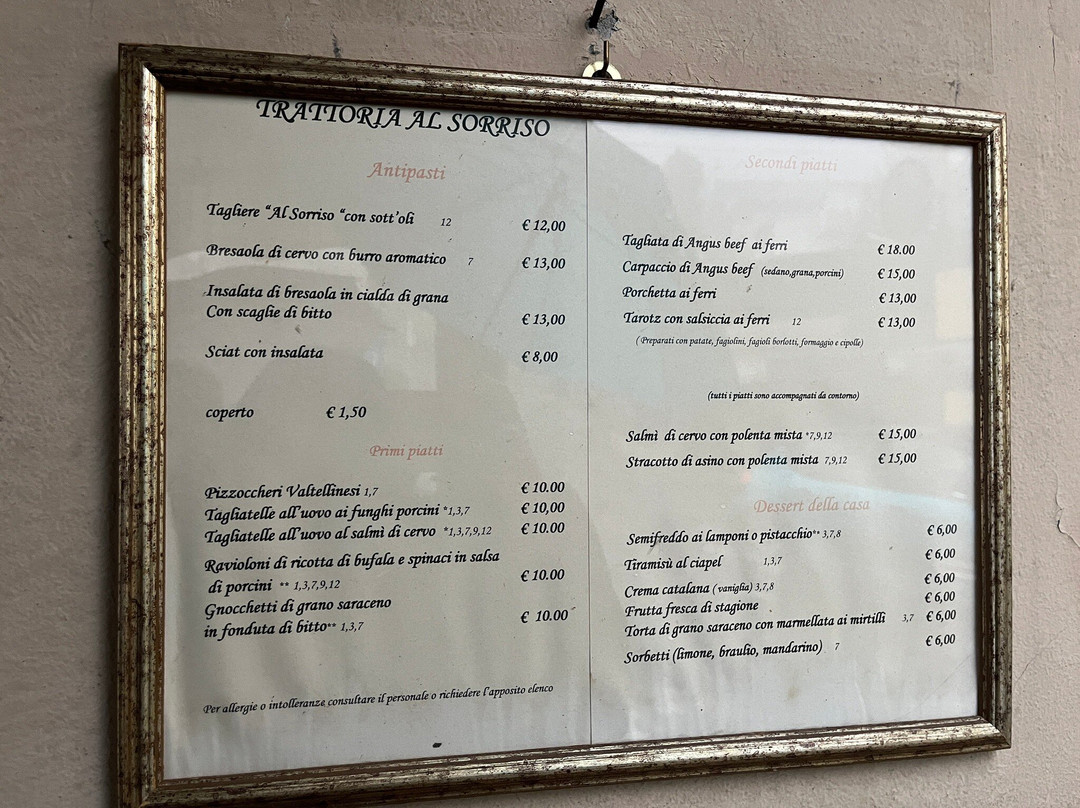 TRATTORIA AL SORRISO
Antipasti
Tagliere “Al Sorriso “con sott’oli 12 € 12,00
Bresaola di cervo con burro aromatico 7 € 13,00
Insalata di bresaola in cialda di grana
Con scaglie di bitto € 13,00
Sciat con insalata € 8,00
coperto € 1,50
Primi piatti
Pizzoccheri Valtellinesi 1,7 € 10.00
Tagliatelle all’uovo ai funghi porcini *1,3,7 € 10,00
Tagliatelle all’uovo al salmì di cervo *1,3,7,9,12 € 10.00
Ravioloni di ricotta di bufala e spinaci in salsa
di porcini ** 1,3,7,9,12 € 10.00
Gnocchetti di grano saraceno
in fonduta di bitto** 1,3,7 € 10.00
Per allergie o intolleranze consultare il personale o richiedere l’apposito elenco
Secondi piatti
Tagliata di Angus beef ai ferri € 18.00
Carpaccio di Angus beef (sedano,grana,porcini) € 15,00
Porchetta ai ferri € 13,00
Tarotz con salsiccia ai ferri 12 € 13,00
( Preparati con patate, fagiolini, fagioli borlotti, formaggio e cipolle)
(tutti i piatti sono accompagnati da contorno)
Salmì di cervo con polenta mista *7,9,12 € 15,00
Stracotto di asino con polenta mista 7,9,12 € 15,00
Dessert della casa
Semifreddo ai lamponi o pistacchio** 3,7,8 € 6,00
Tiramisù al ciapel 1,3,7 € 6,00
Crema catalana ( vaniglia) 3,7,8 € 6,00
Frutta fresca di stagione € 6,00
Torta di grano saraceno con marmellata ai mirtilli 3,7 € 6,00
Sorbetti (limone, braulio, mandarino) 7 € 6,00